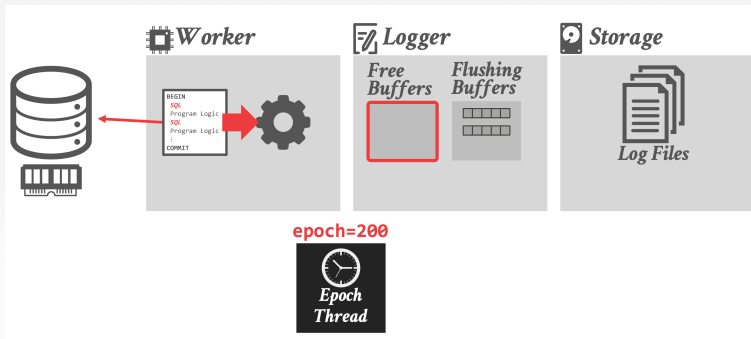 Worker
Logger
Storage
Free
Buffers
Flushing
Buffers
BEGIN
SQL
Program Logic
SQL
Program Logic
⋮
COMMIT
Log Files
epoch=200
Epoch
Thread